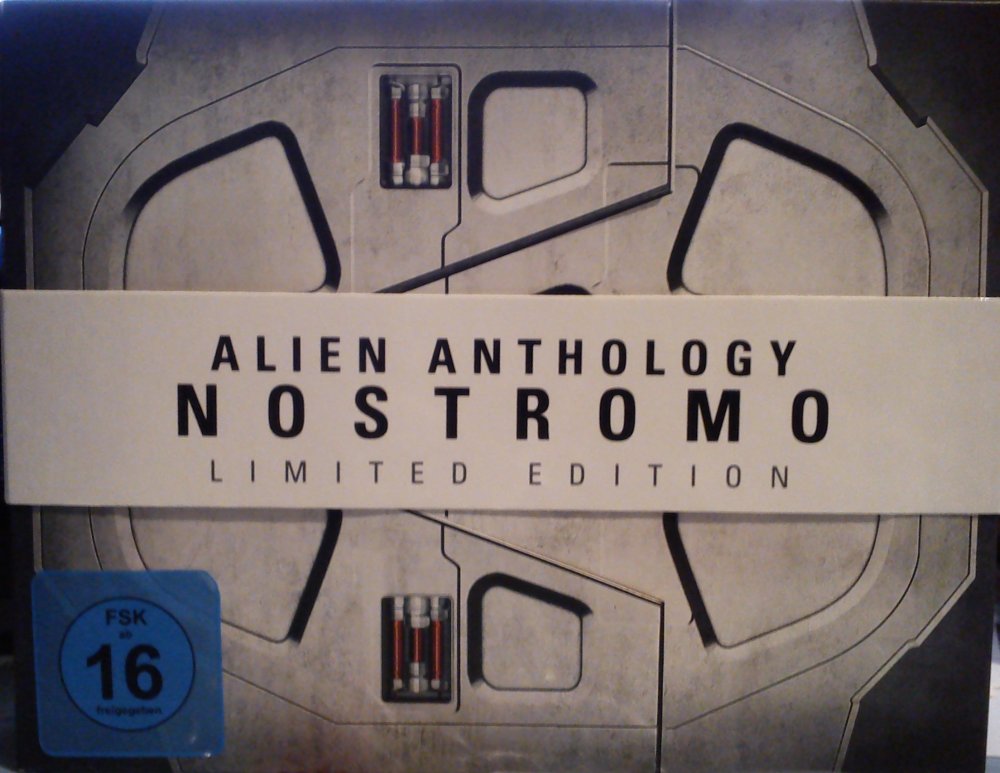 ALIEN ANTHOLOGY
NOSTROMO
LIMITED EDITION
FSK
ab
16
freigegeben